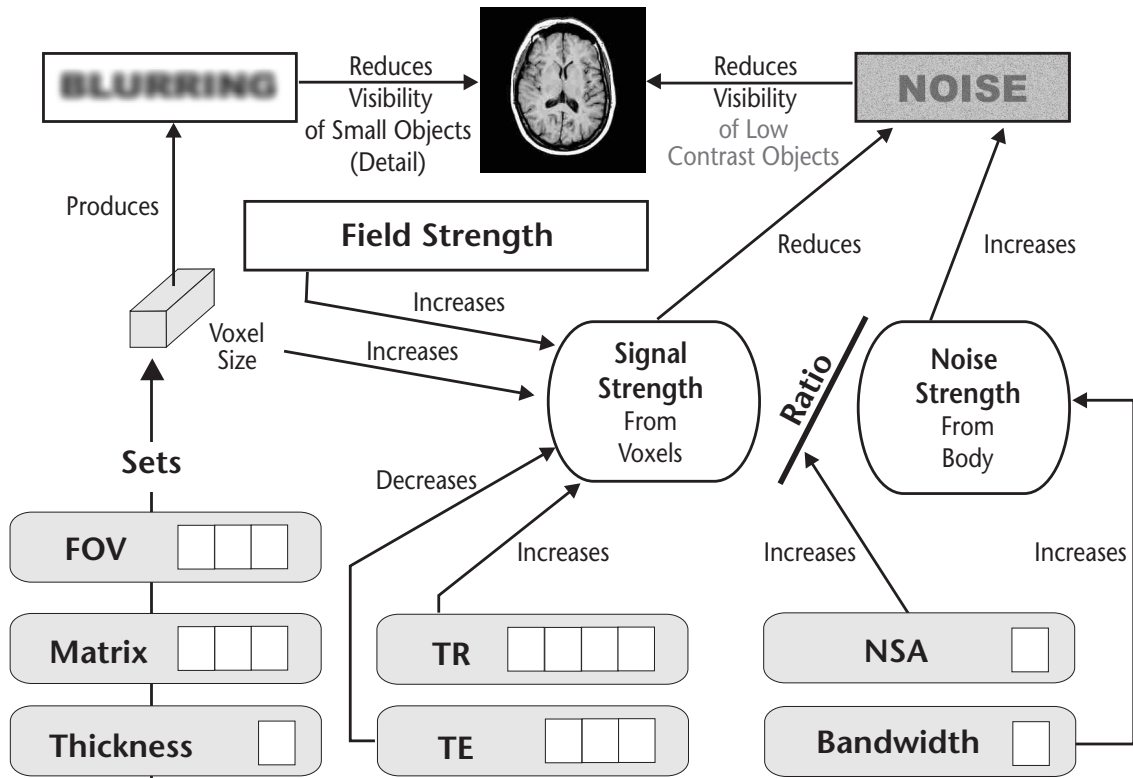 BLURRING
Reduces
Visibility
of Small Objects
(Detail)
Reduces
Visibility
of Low
Contrast Objects
NOISE
Produces
Field Strength
Reduces
Increases
Increases
Voxel
Size
Increases
Signal
Strength
From
Voxels
Ratio
Noise
Strength
From
Body
Sets
Decreases
Increases
Increases
Increases
FOV
Matrix
Thickness
TR
TE
NSA
Bandwidth